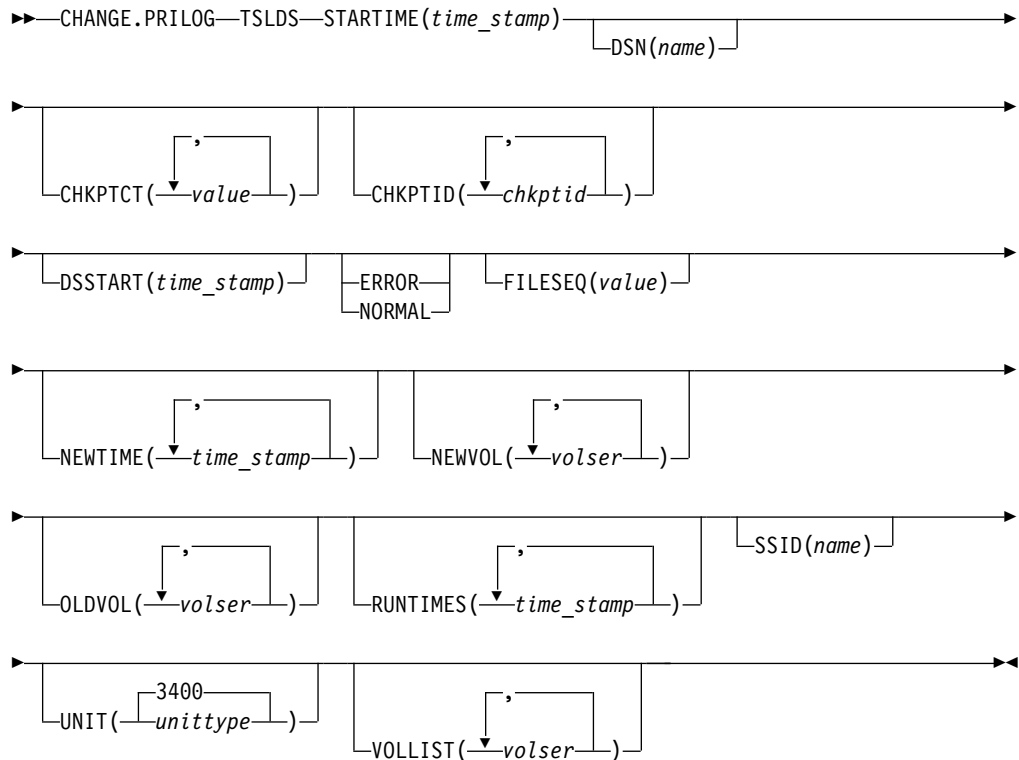 CHANGE.PRILOG TSLDS STARTIME(time_stamp)
DSN(name)
, ,
CHKPTCT( value ) CHKPTID( chkptid )
DSSTART(time_stamp) ERROR FILESEQ(value)
NORMAL
, ,
NEWTIME( time_stamp ) NEWVOL( volser )
SSID(name)
, ,
OLDVOL( volser ) RUNTIMES( time_stamp )
3400 ,
UNIT( unittype )
VOLLIST( volser )